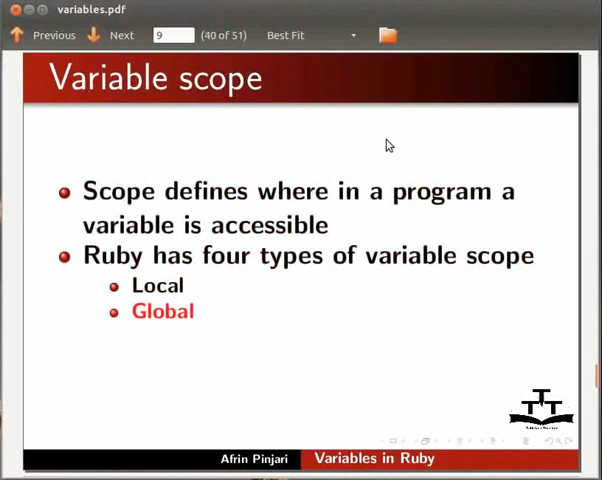 variables.pdf
Previous Next 9 (40 of 51) Best Fit
Variable scope
Scope defines where in a program a
variable is accessible
Ruby has four types of variable scope
Local
Global
TTT
Afrin Pinjari Variables in Ruby